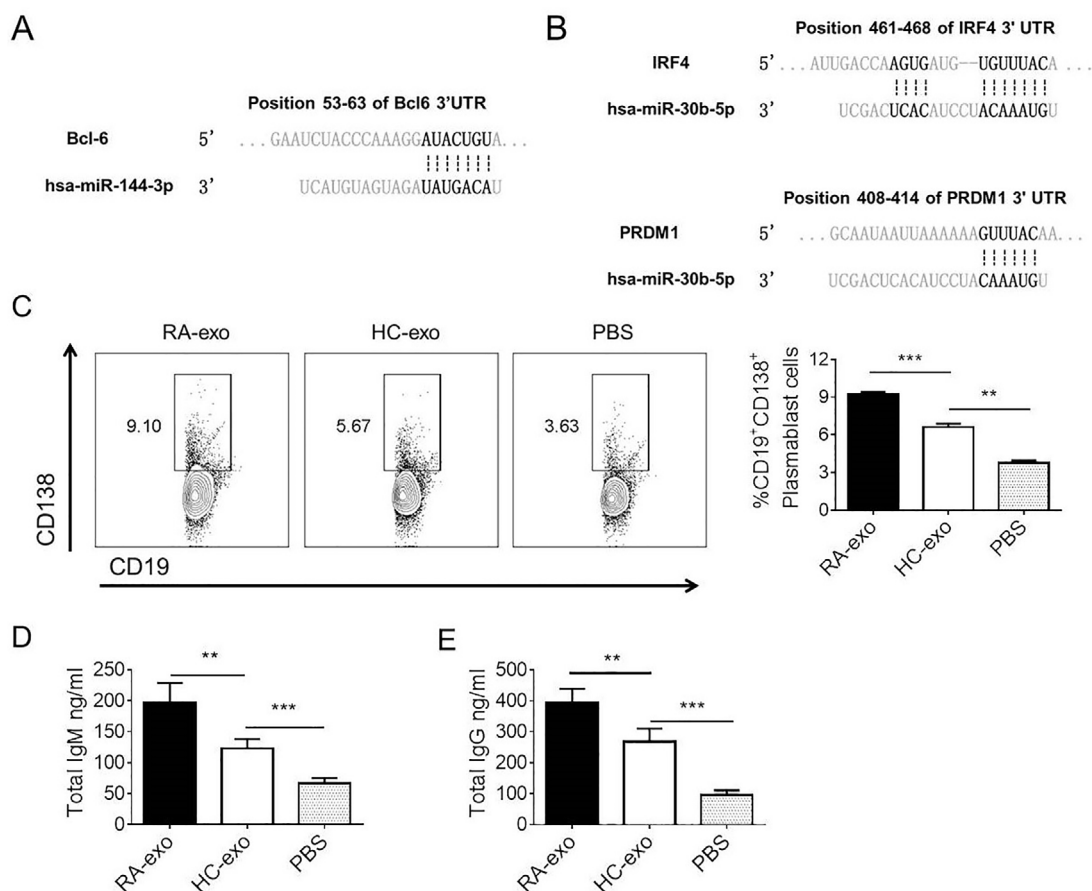 A
Position 53-63 of Bcl6 3'UTR
Bcl-6 5' ...GAAUCUACCCAAAGGAUACUGUA...
hsa-miR-144-3p 3' UCAUGUAGUAGAUAUGACAU
B
Position 461-468 of IRF4 3' UTR
IRF4 5' ...AUUGACCAAGUGAUG--UGUUUACA...
hsa-miR-30b-5p 3' UCGACUCACAUCCUACAAAUGU
Position 408-414 of PRDM1 3' UTR
PRDM1 5' ...GCAAUAAUUAAAAAAGUUUACAA...
hsa-miR-30b-5p 3' UCGACUCACAUCCUACAAAUGU
C
RA-exo HC-exo PBS
9.10 5.67 3.63
CD138
CD19
%CD19+CD138+
Plasmablast cells
12
9
6
3
0
*** **
RA-exo HC-exo PBS
D
Total IgM ng/ml
250
200
150
100
50
0
** ***
RA-exo HC-exo PBS
E
Total IgG ng/ml
500
400
300
200
100
0
** ***
RA-exo HC-exo PBS